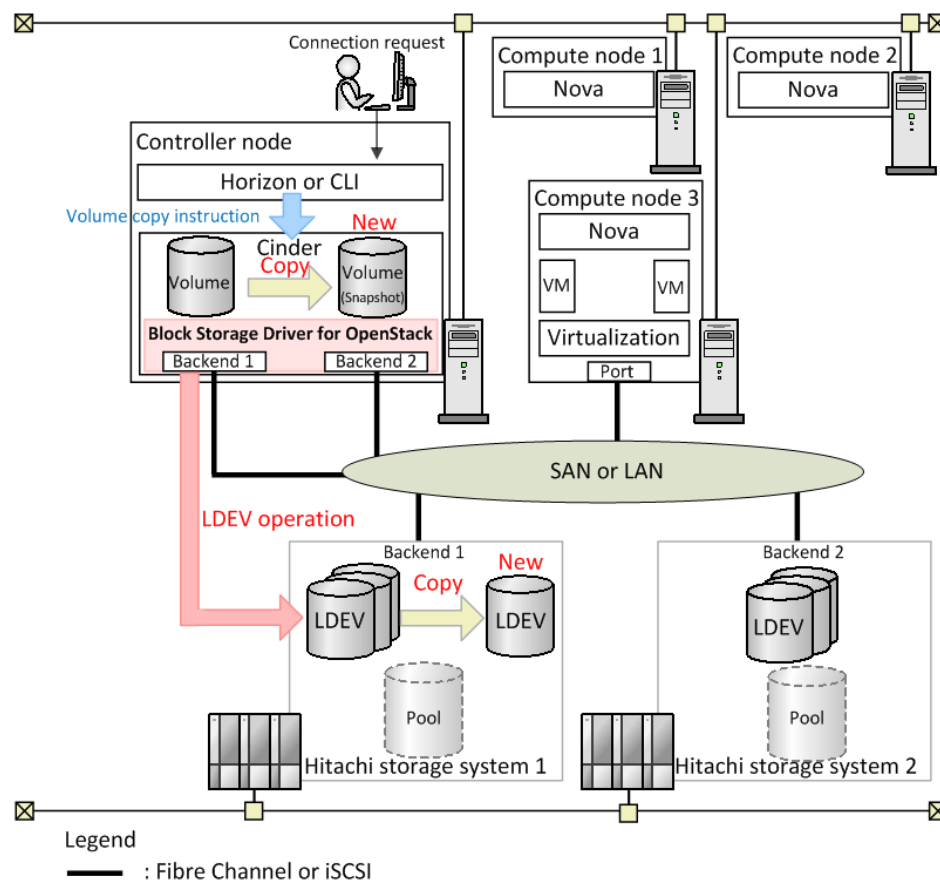 Connection request
Compute node 1
Nova
Compute node 2
Nova
Controller node
Horizon or CLI
Volume copy instruction
New
Cinder
Copy
Volume
Volume
(Snapshot)
Block Storage Driver for OpenStack
Backend 1
Backend 2
Compute node 3
Nova
VM
VM
Virtualization
Port
SAN or LAN
LDEV operation
Backend 1
New
Copy
LDEV
LDEV
Pool
Hitachi storage system 1
Backend 2
LDEV
Pool
Hitachi storage system 2
Legend
: Fibre Channel or iSCSI